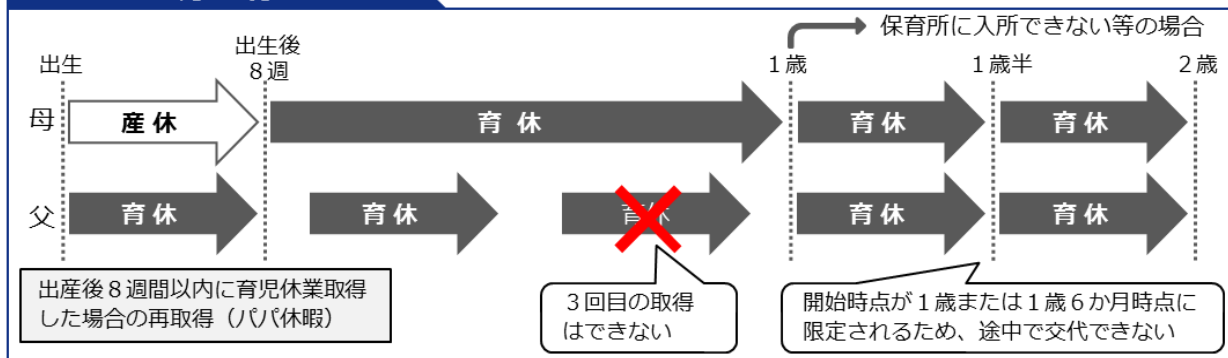 保育所に入所できない等の場合
出生
出生後
８週
１歳
１歳半
２歳
母
産 休
育 休
育 休
育 休
父
育 休
育 休
育休
育 休
育 休
出産後８週間以内に育児休業取得
した場合の再取得（パパ休暇）
３回目の取得
はできない
開始時点が１歳または１歳６か月時点に
限定されるため、途中で交代できない